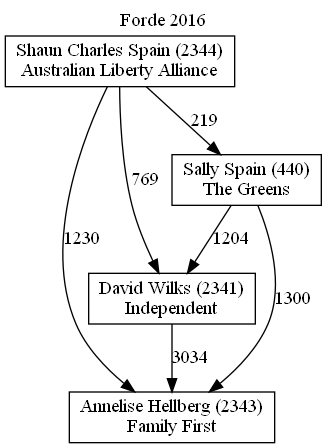 Forde 2016
Shaun Charles Spain (2344)
Australian Liberty Alliance
219
Sally Spain (440)
The Greens
769
1230
1204
1300
David Wilks (2341)
Independent
3034
Annelise Hellberg (2343)
Family First